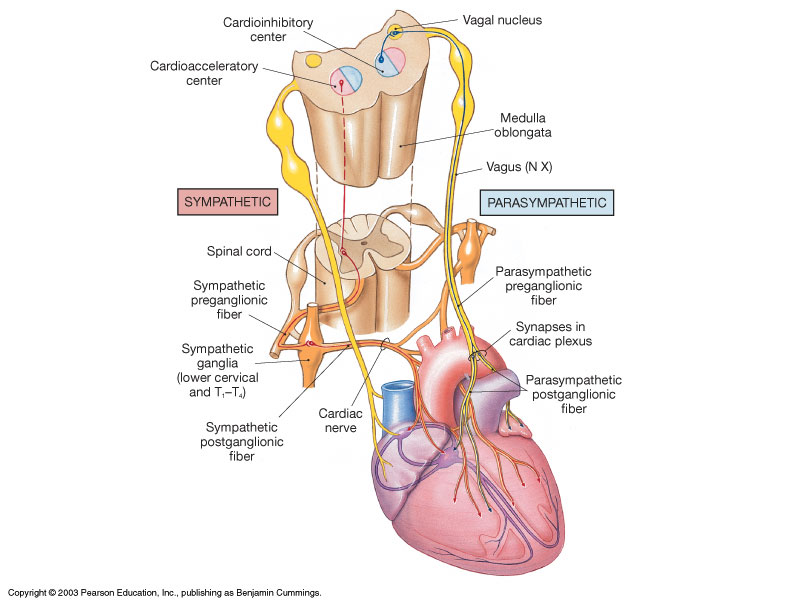 Cardioinhibitory
center
Vagal nucleus
Cardioacceleratory
center
Medulla
oblongata
Vagus (N X)
SYMPATHETIC
PARASYMPATHETIC
Spinal cord
Sympathetic
preganglionic
fiber
Parasympathetic
preganglionic
fiber
Synapses in
cardiac plexus
Sympathetic
ganglia
(lower cervical
and T₁–T₄)
Parasympathetic
postganglionic
fiber
Cardiac
nerve
Sympathetic
postganglionic
fiber
Copyright © 2003 Pearson Education, Inc., publishing as Benjamin Cummings.